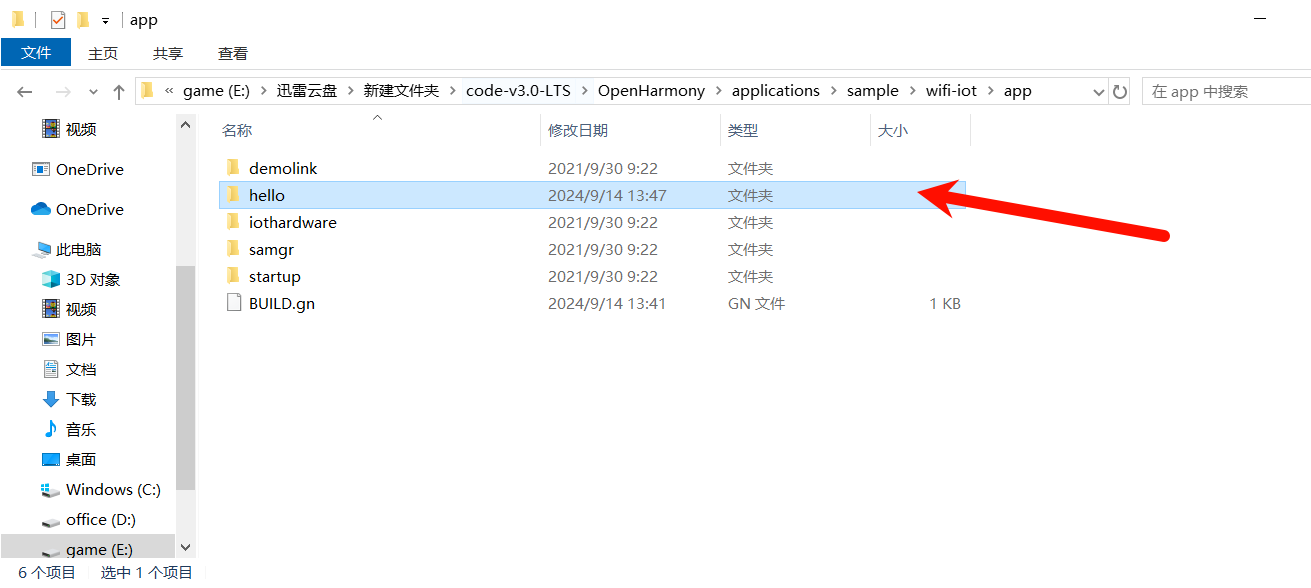 app
文件 主页 共享 查看
« game (E:) > 迅雷云盘 > 新建文件夹 > code-v3.0-LTS > OpenHarmony > applications > sample > wifi-iot > app
在 app 中搜索
视频
OneDrive
OneDrive
此电脑
3D 对象
视频
图片
文档
下载
音乐
桌面
Windows (C:)
office (D:)
game (E:)
名称 修改日期 类型 大小
demolink 2021/9/30 9:22 文件夹
hello 2024/9/14 13:47 文件夹
iothardware 2021/9/30 9:22 文件夹
samgr 2021/9/30 9:22 文件夹
startup 2021/9/30 9:22 文件夹
BUILD.gn 2024/9/14 13:41 GN 文件 1 KB
6 个项目 选中 1 个项目